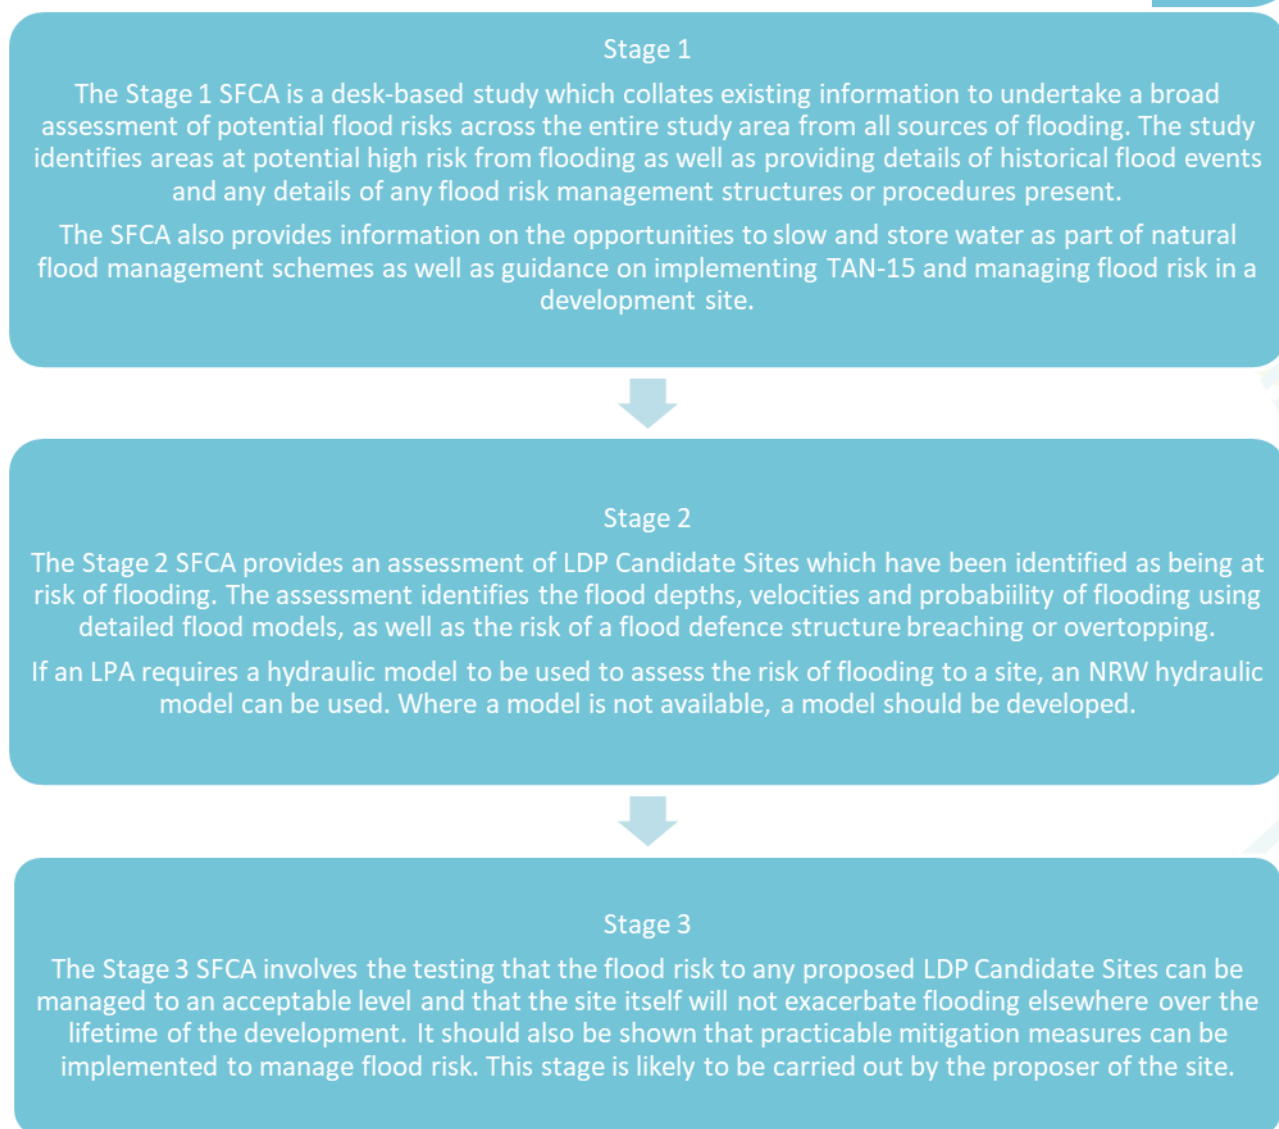 Stage 1
The Stage 1 SFCA is a desk-based study which collates existing information to undertake a broad
assessment of potential flood risks across the entire study area from all sources of flooding. The study
identifies areas at potential high risk from flooding as well as providing details of historical flood events
and any details of any flood risk management structures or procedures present.
The SFCA also provides information on the opportunities to slow and store water as part of natural
flood management schemes as well as guidance on implementing TAN-15 and managing flood risk in a
development site.
Stage 2
The Stage 2 SFCA provides an assessment of LDP Candidate Sites which have been identified as being at
risk of flooding. The assessment identifies the flood depths, velocities and probabiility of flooding using
detailed flood models, as well as the risk of a flood defence structure breaching or overtopping.
If an LPA requires a hydraulic model to be used to assess the risk of flooding to a site, an NRW hydraulic
model can be used. Where a model is not available, a model should be developed.
Stage 3
The Stage 3 SFCA involves the testing that the flood risk to any proposed LDP Candidate Sites can be
managed to an acceptable level and that the site itself will not exacerbate flooding elsewhere over the
lifetime of the development. It should also be shown that practicable mitigation measures can be
implemented to manage flood risk. This stage is likely to be carried out by the proposer of the site.